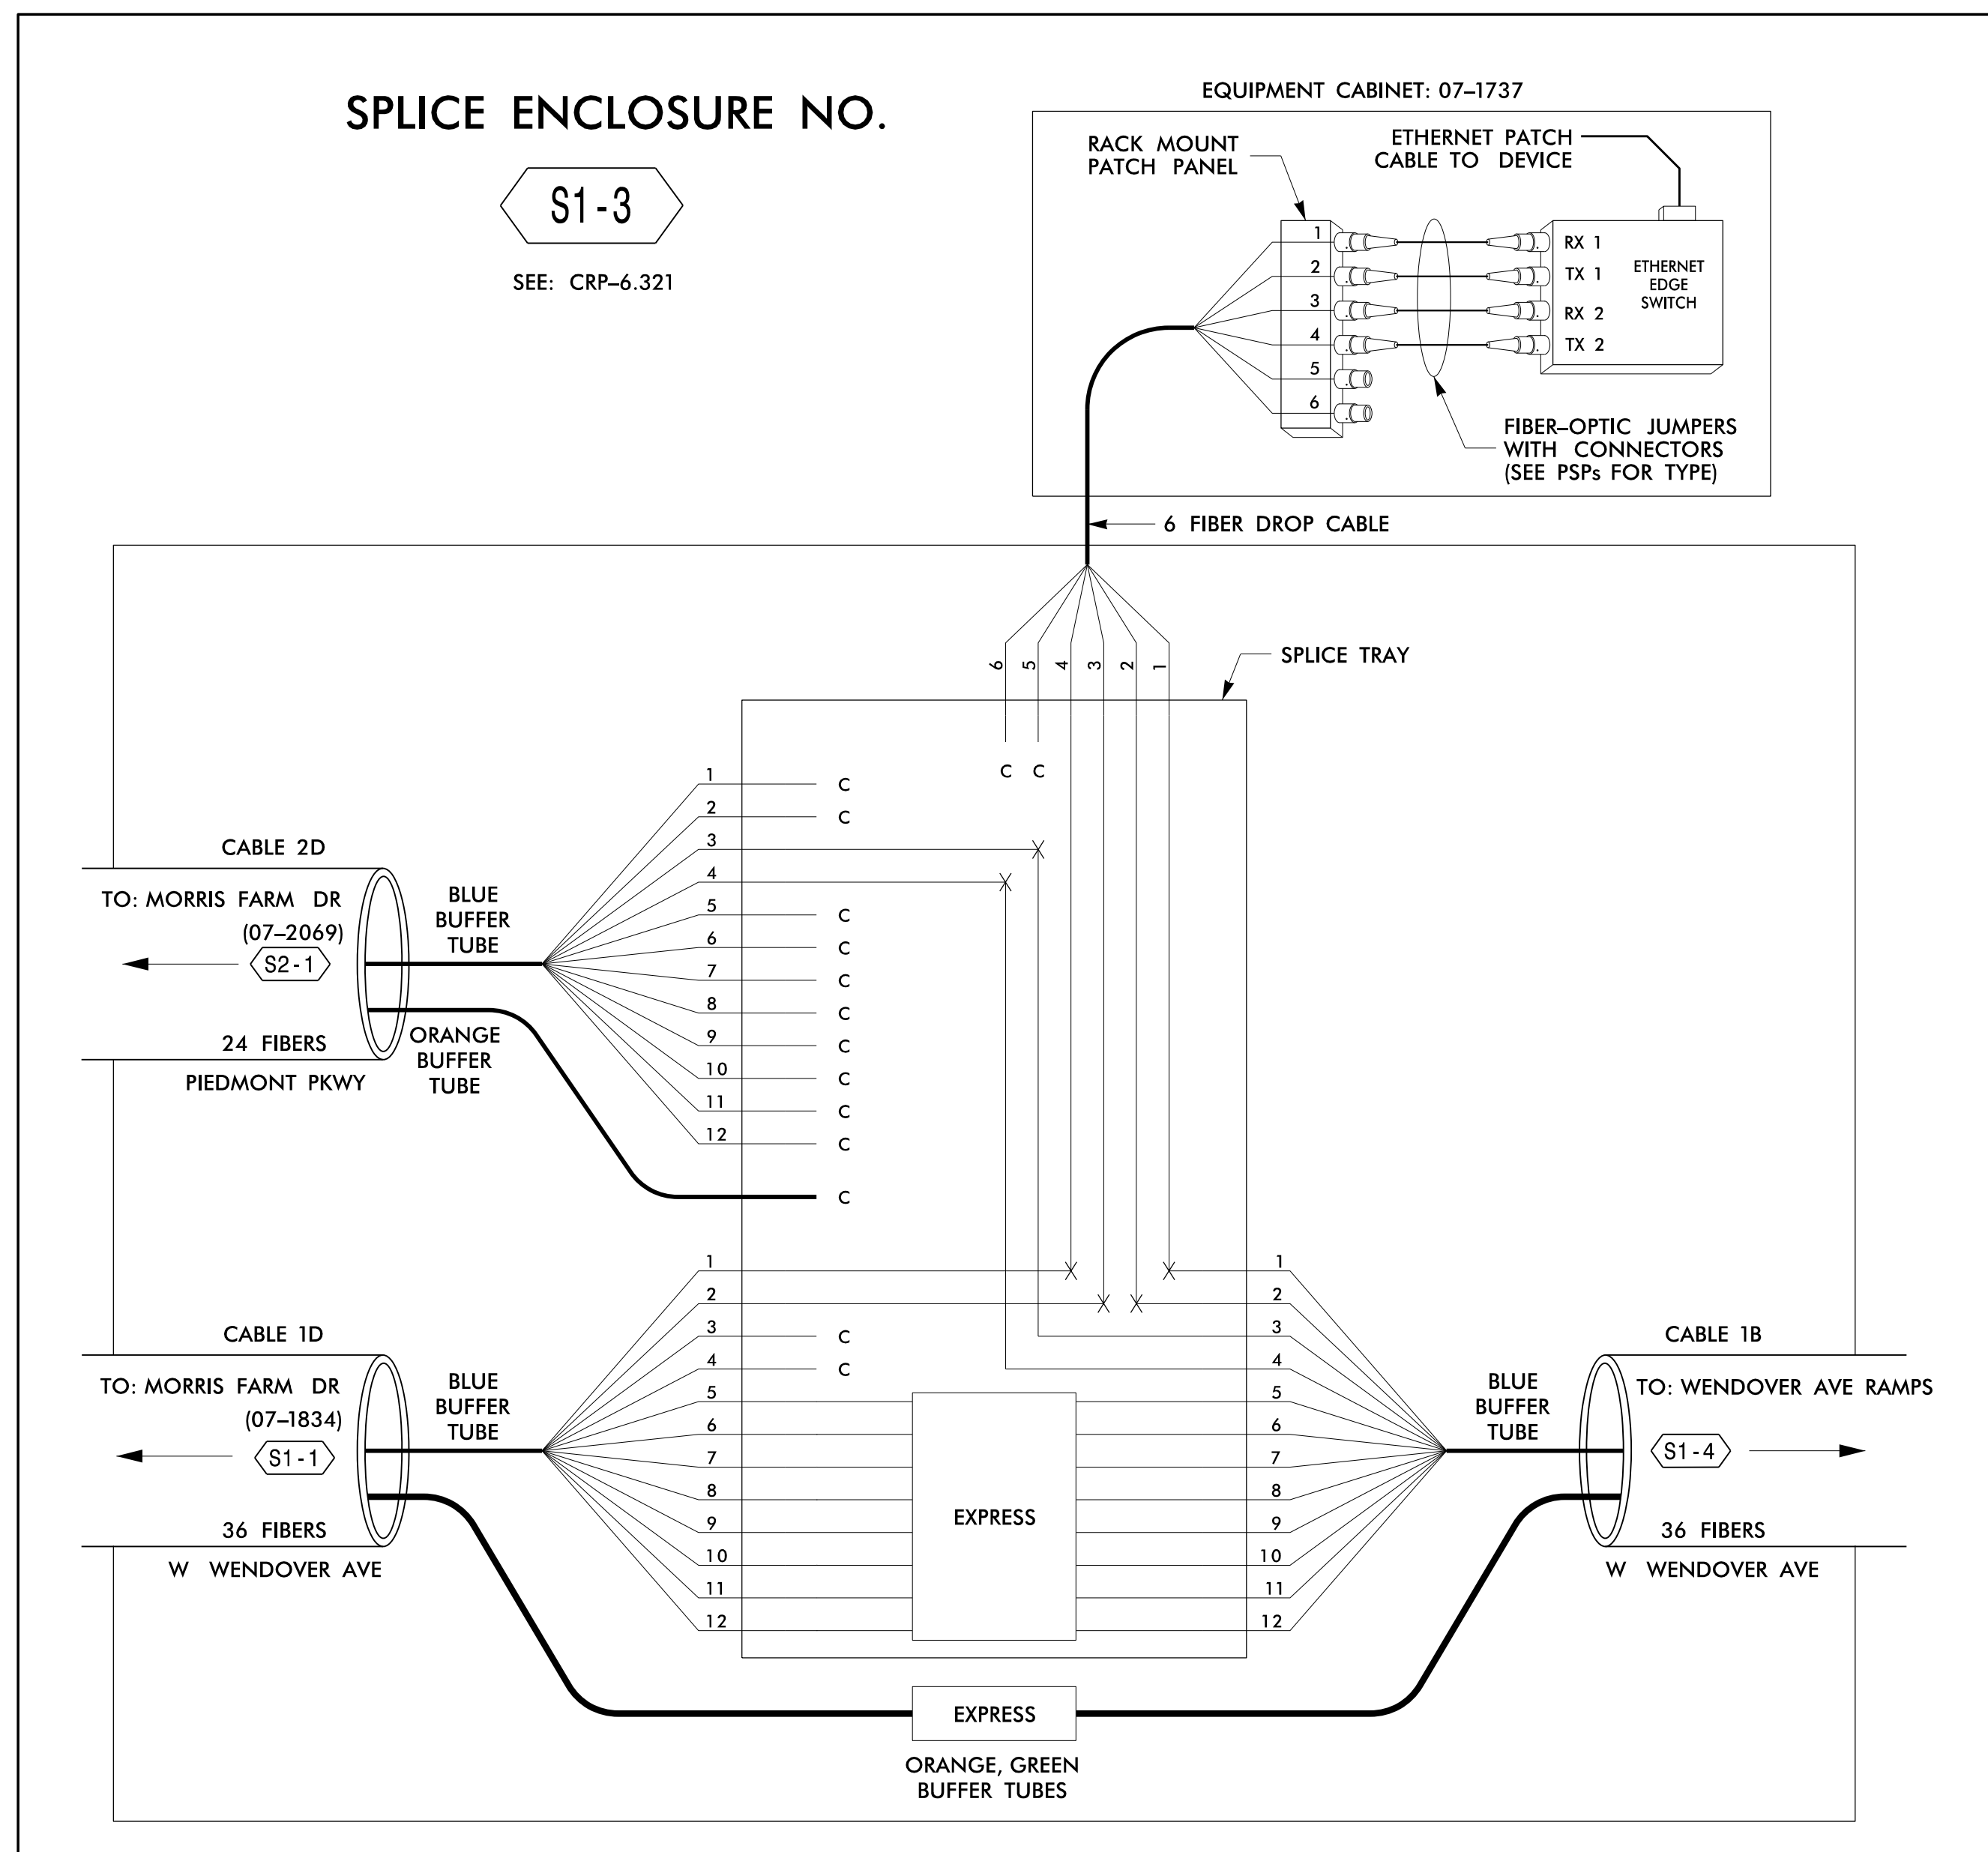 SPLICE ENCLOSURE NO.
S1-3
SEE: CRP-6.321
EQUIPMENT CABINET: 07-1737
RACK MOUNT
PATCH PANEL
ETHERNET PATCH
CABLE TO DEVICE
1
2
3
4
5
6
RX 1
TX 1
RX 2
TX 2
ETHERNET
EDGE
SWITCH
FIBER-OPTIC JUMPERS
WITH CONNECTORS
(SEE PSPs FOR TYPE)
6 FIBER DROP CABLE
6 5 4 3 2 1
SPLICE TRAY
C C
CABLE 2D
TO: MORRIS FARM DR
(07-2069)
S2-1
24 FIBERS
PIEDMONT PKWY
BLUE
BUFFER
TUBE
ORANGE
BUFFER
TUBE
1 C
2 C
3
4
5 C
6 C
7 C
8 C
9 C
10 C
11 C
12 C
C
CABLE 1D
TO: MORRIS FARM DR
(07-1834)
S1-1
36 FIBERS
W WENDOVER AVE
BLUE
BUFFER
TUBE
1
2
3 C
4 C
5
6
7
8
9
10
11
12
EXPRESS
1
2
3
4
5
6
7
8
9
10
11
12
BLUE
BUFFER
TUBE
CABLE 1B
TO: WENDOVER AVE RAMPS
S1-4
36 FIBERS
W WENDOVER AVE
EXPRESS
ORANGE, GREEN
BUFFER TUBES